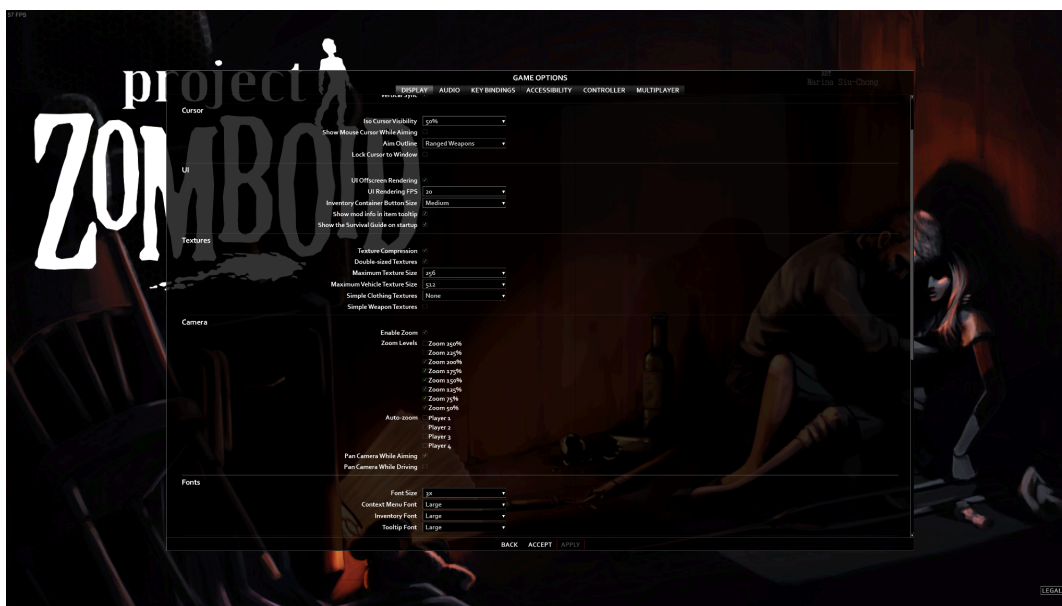 57 FPS
project
ZOMBOID
Art
Marina Siu-Chong
GAME OPTIONS
DISPLAY AUDIO KEY BINDINGS ACCESSIBILITY CONTROLLER MULTIPLAYER
Vertical Sync
Cursor
Iso Cursor Visibility 50%
Show Mouse Cursor While Aiming
Aim Outline Ranged Weapons
Lock Cursor to Window
UI
UI Offscreen Rendering
UI Rendering FPS 20
Inventory Container Button Size Medium
Show mod info in item tooltip
Show the Survival Guide on startup
Textures
Texture Compression
Double-sized Textures
Maximum Texture Size 256
Maximum Vehicle Texture Size 512
Simple Clothing Textures None
Simple Weapon Textures
Camera
Enable Zoom
Zoom Levels Zoom 250%
Zoom 225%
Zoom 200%
Zoom 175%
Zoom 150%
Zoom 125%
Zoom 75%
Zoom 50%
Auto-zoom Player 1
Player 2
Player 3
Player 4
Pan Camera While Aiming
Pan Camera While Driving
Fonts
Font Size 3x
Context Menu Font Large
Inventory Font Large
Tooltip Font Large
BACK ACCEPT APPLY
LEGAL